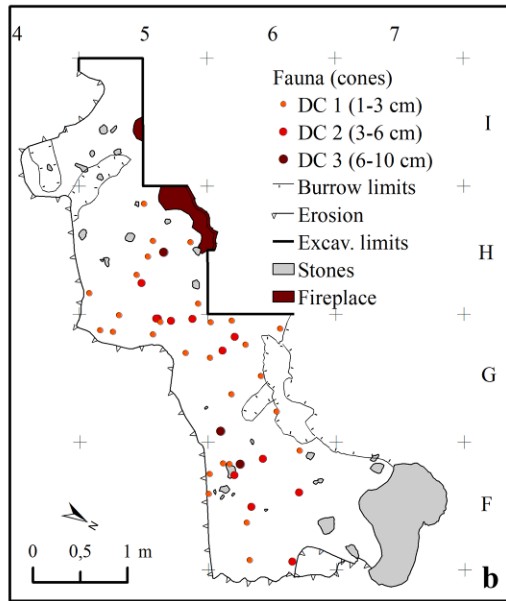 4 5 6 7
Fauna (cones)
DC 1 (1-3 cm)
DC 2 (3-6 cm)
DC 3 (6-10 cm)
Burrow limits
Erosion
Excav. limits
Stones
Fireplace
I
H
G
F
N
0 0,5 1 m
b